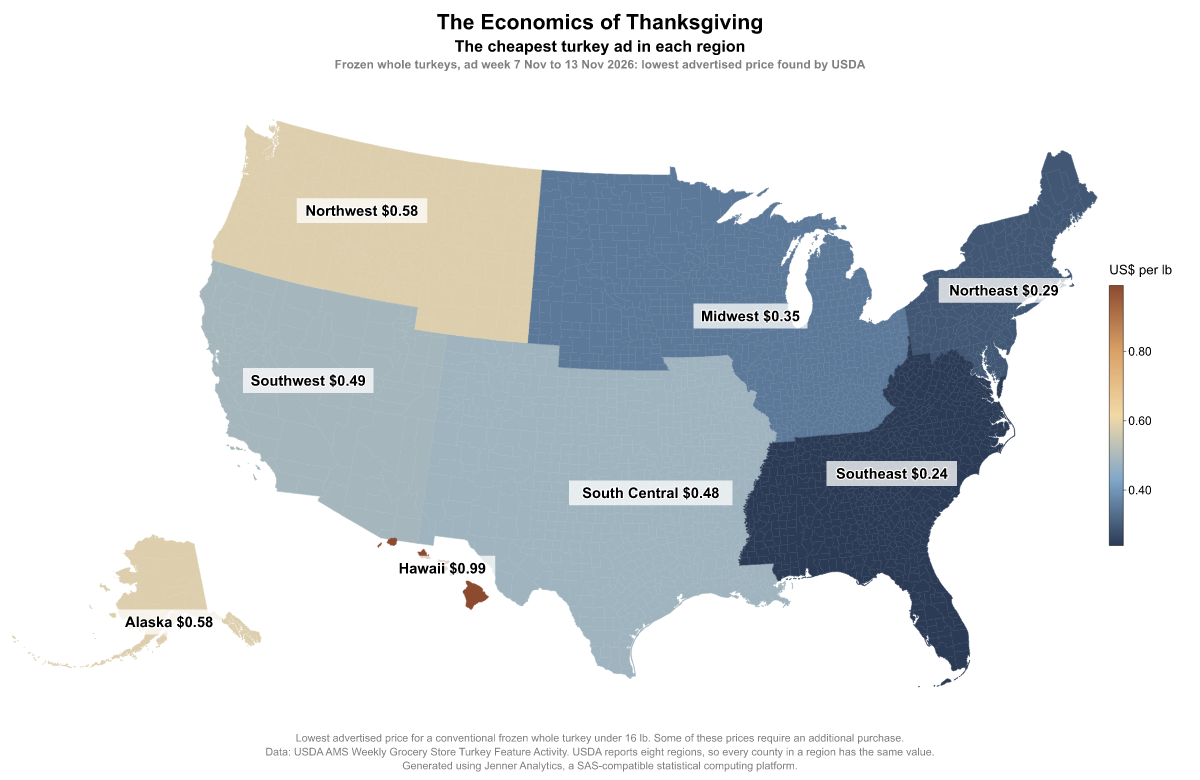 The Economics of Thanksgiving
The cheapest turkey ad in each region
Frozen whole turkeys, ad week 7 Nov to 13 Nov 2026: lowest advertised price found by USDA
Northwest $0.58
US$ per lb
Northeast $0.29
Midwest $0.35
0.80
Southwest $0.49
0.60
Southeast $0.24
South Central $0.48
0.40
Hawaii $0.99
Alaska $0.58
Lowest advertised price for a conventional frozen whole turkey under 16 lb. Some of these prices require an additional purchase.
Data: USDA AMS Weekly Grocery Store Turkey Feature Activity. USDA reports eight regions, so every county in a region has the same value.
Generated using Jenner Analytics, a SAS-compatible statistical computing platform.